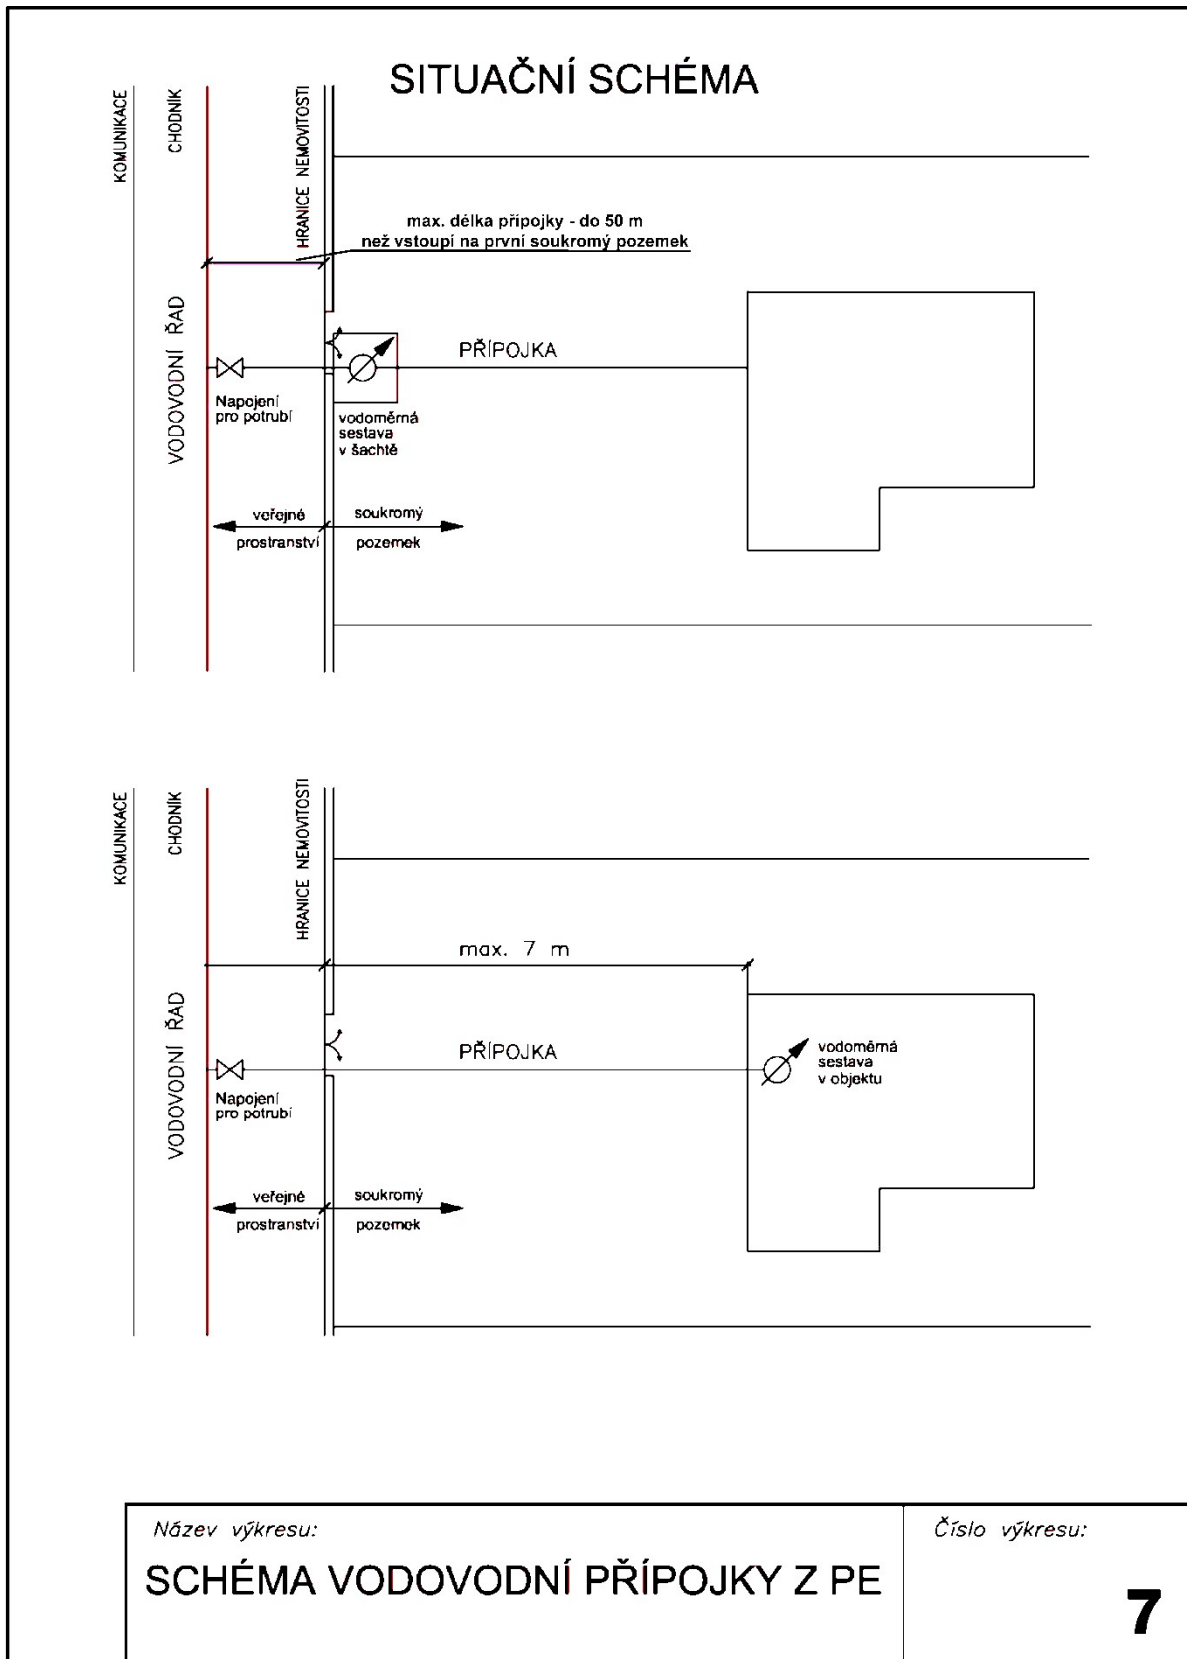 SITUAČNÍ SCHÉMA
KOMUNIKACE
CHODNÍK
HRANICE NEMOVITOSTI
max. délka přípojky - do 50 m
než vstoupí na první soukromý pozemek
VODOVODNÍ ŘAD
PŘÍPOJKA
Napojení
pro potrubí
vodoměrná
sestava
v šachtě
veřejné
prostranství
soukromý
pozemek
KOMUNIKACE
CHODNÍK
HRANICE NEMOVITOSTI
max. 7 m
VODOVODNÍ ŘAD
PŘÍPOJKA
vodoměrná
sestava
v objektu
Napojení
pro potrubí
veřejné
prostranství
soukromý
pozemek
Název výkresu:
SCHÉMA VODOVODNÍ PŘÍPOJKY Z PE
Číslo výkresu:
7